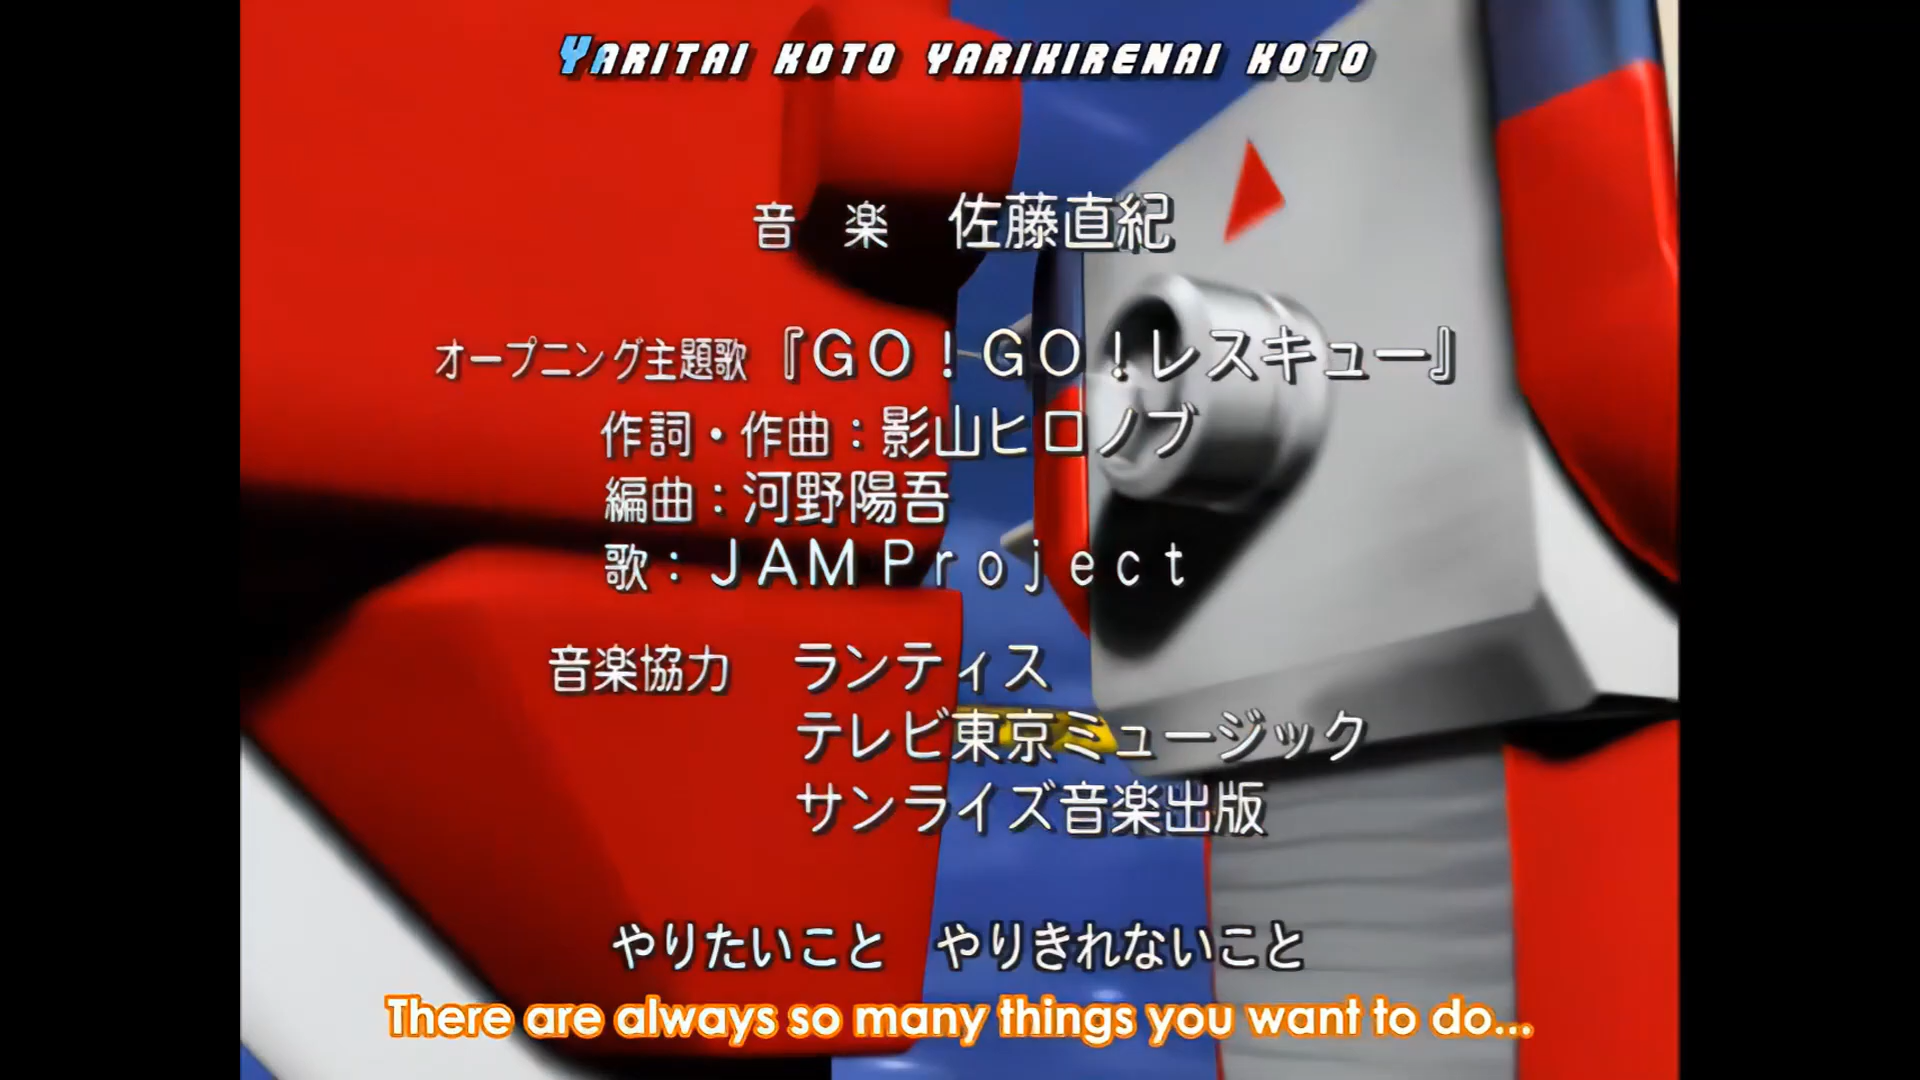 YARITAI KOTO YARIKIRENAI KOTO
音 楽 佐藤直紀
オープニング主題歌『GO!GO!レスキュー』
作詞・作曲:影山ヒロノブ
編曲:河野陽吾
歌:JAM Project
音楽協力 ランティス
テレビ東京ミュージック
サンライズ音楽出版
やりたいこと やりきれないこと
There are always so many things you want to do...